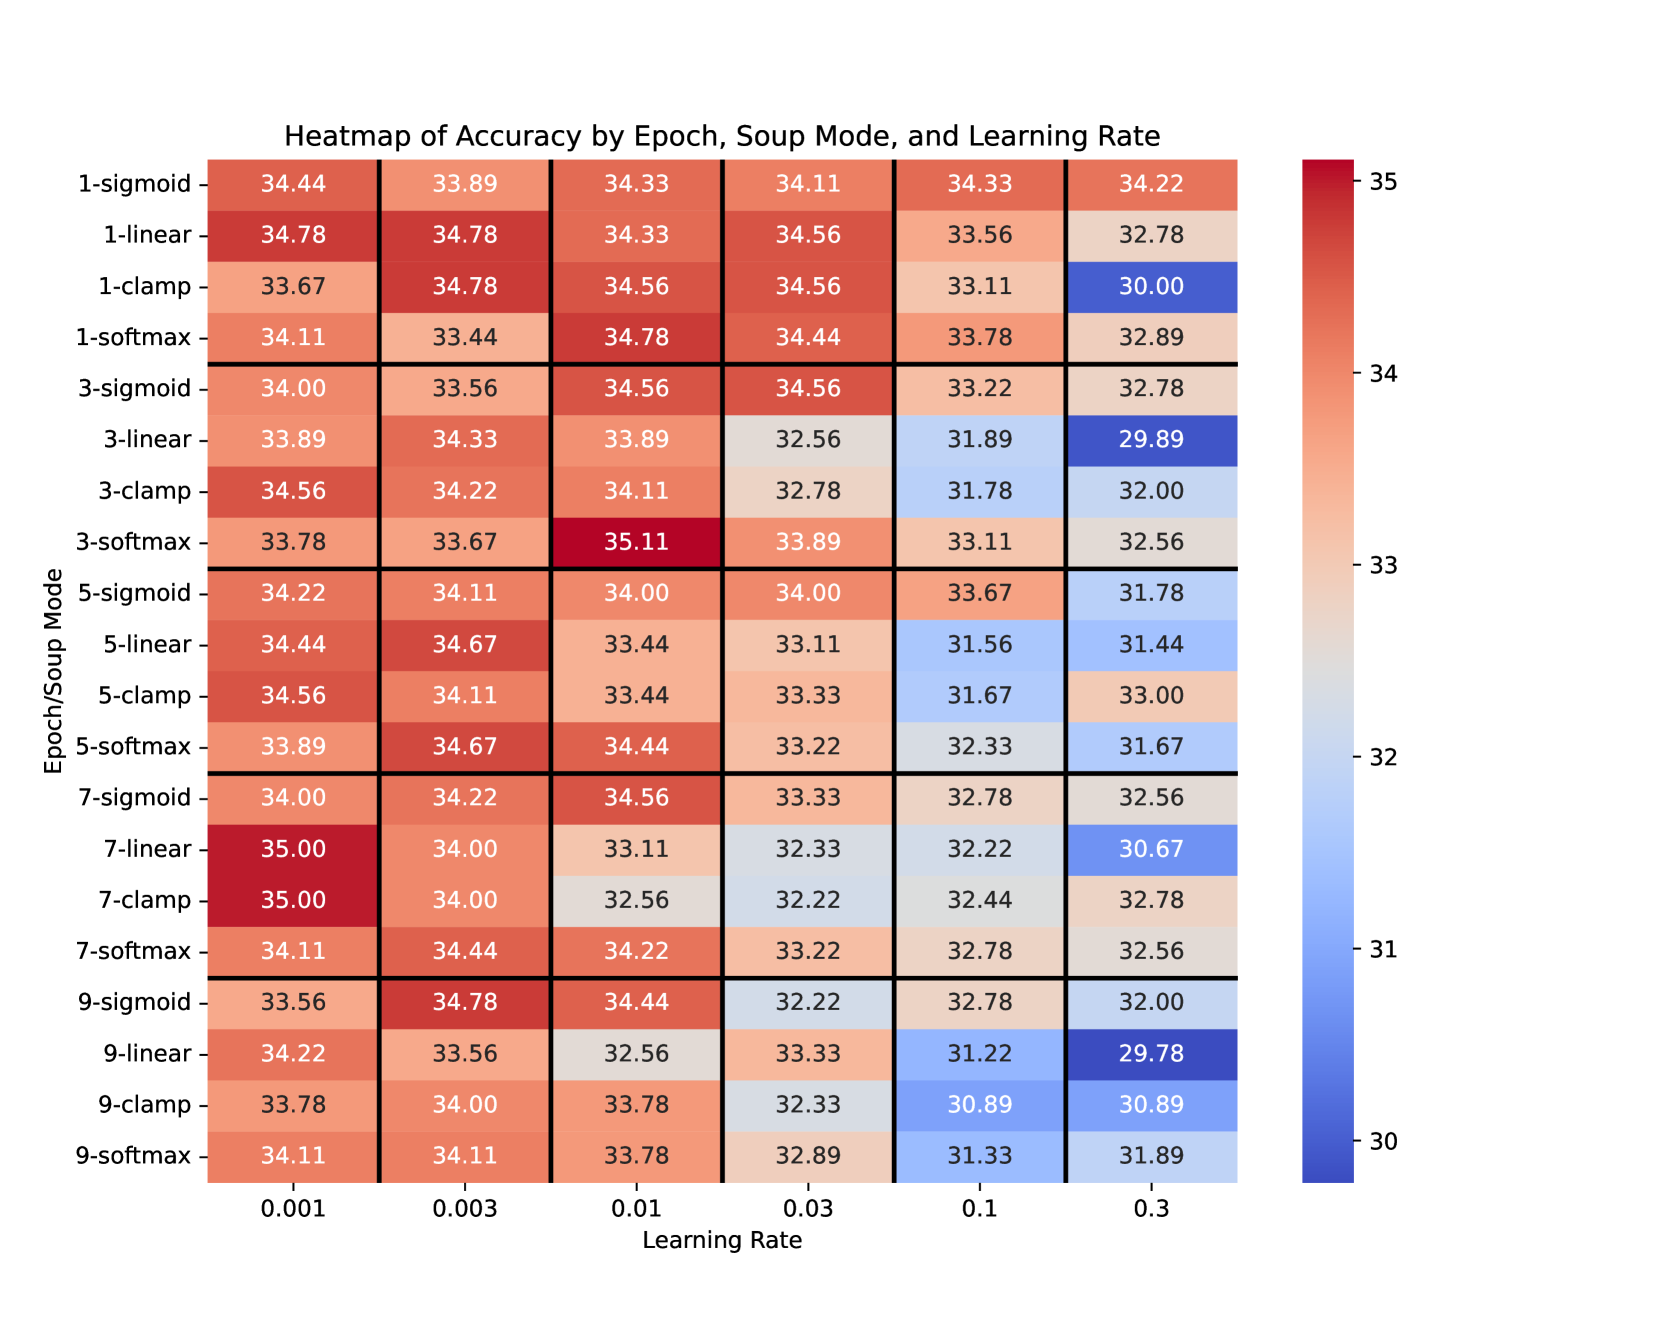 Heatmap of Accuracy by Epoch, Soup Mode, and Learning Rate
1-sigmoid 34.44 33.89 34.33 34.11 34.33 34.22
1-linear 34.78 34.78 34.33 34.56 33.56 32.78
1-clamp 33.67 34.78 34.56 34.56 33.11 30.00
1-softmax 34.11 33.44 34.78 34.44 33.78 32.89
3-sigmoid 34.00 33.56 34.56 34.56 33.22 32.78
3-linear 33.89 34.33 33.89 32.56 31.89 29.89
3-clamp 34.56 34.22 34.11 32.78 31.78 32.00
3-softmax 33.78 33.67 35.11 33.89 33.11 32.56
5-sigmoid 34.22 34.11 34.00 34.00 33.67 31.78
5-linear 34.44 34.67 33.44 33.11 31.56 31.44
5-clamp 34.56 34.11 33.44 33.33 31.67 33.00
5-softmax 33.89 34.67 34.44 33.22 32.33 31.67
7-sigmoid 34.00 34.22 34.56 33.33 32.78 32.56
7-linear 35.00 34.00 33.11 32.33 32.22 30.67
7-clamp 35.00 34.00 32.56 32.22 32.44 32.78
7-softmax 34.11 34.44 34.22 33.22 32.78 32.56
9-sigmoid 33.56 34.78 34.44 32.22 32.78 32.00
9-linear 34.22 33.56 32.56 33.33 31.22 29.78
9-clamp 33.78 34.00 33.78 32.33 30.89 30.89
9-softmax 34.11 34.11 33.78 32.89 31.33 31.89
0.001 0.003 0.01 0.03 0.1 0.3
Learning Rate
Epoch/Soup Mode
35
34
33
32
31
30